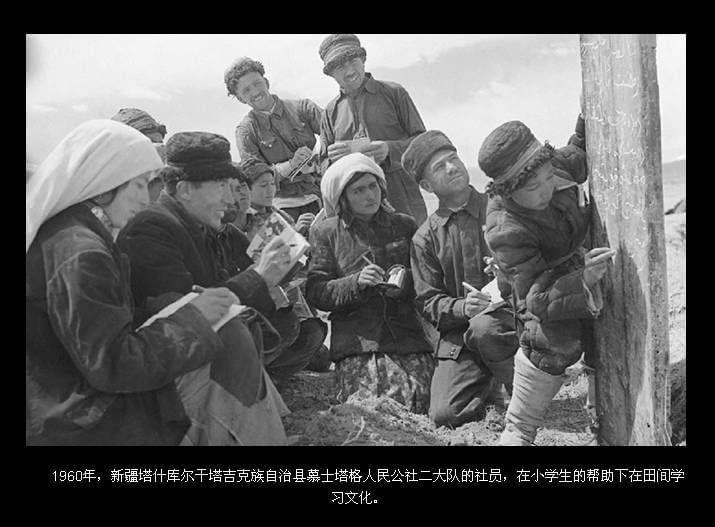 1960年，新疆塔什库尔干塔吉克族自治县慕士塔格人民公社二大队的社员，在小学生的帮助下在田间学
习文化。